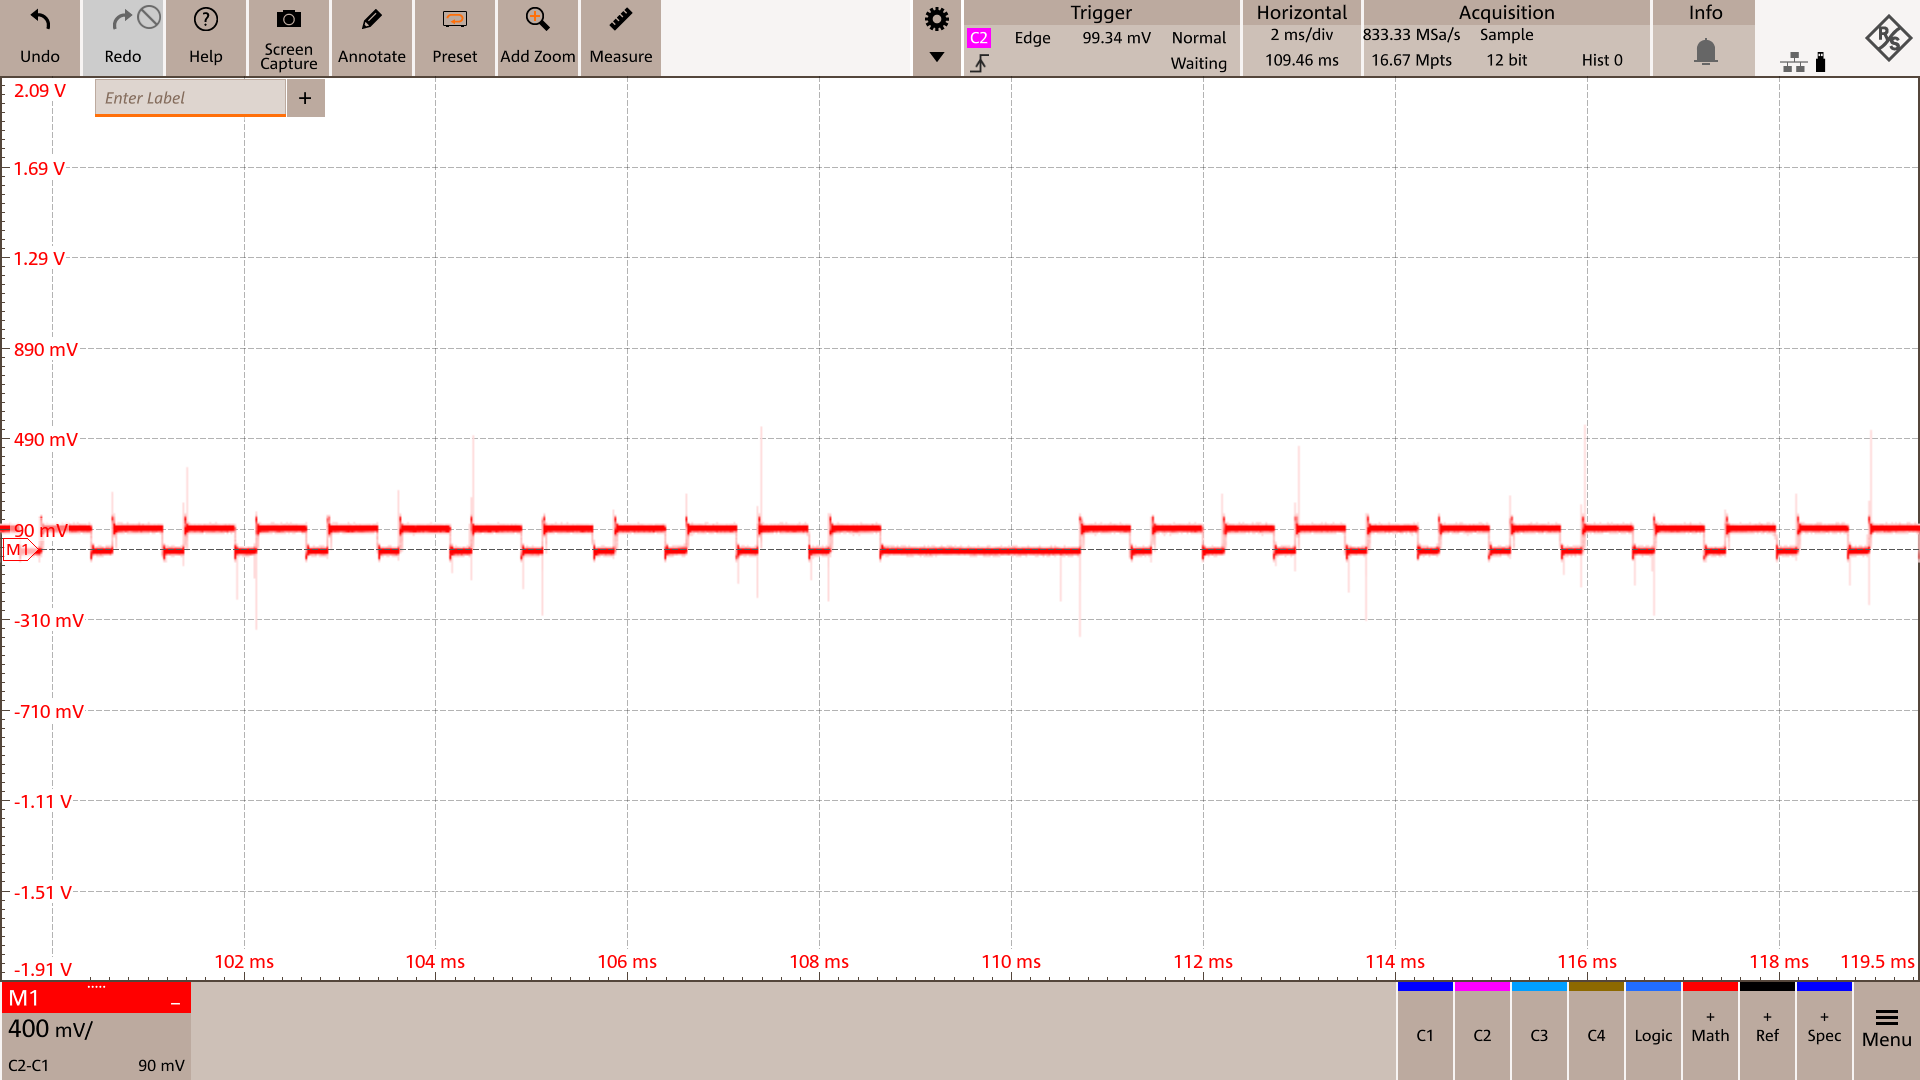 Undo
Redo
Help
Screen
Capture
Annotate
Preset
Add Zoom
Measure
Trigger
C2 Edge 99.34 mV Normal
Waiting
Horizontal
2 ms/div
109.46 ms
Acquisition
833.33 MSa/s Sample
16.67 Mpts 12 bit Hist 0
Info
R&S
Enter Label +
2.09 V
1.69 V
1.29 V
890 mV
490 mV
90 mV
M1
-310 mV
-710 mV
-1.11 V
-1.51 V
-1.91 V
102 ms 104 ms 106 ms 108 ms 110 ms 112 ms 114 ms 116 ms 118 ms 119.5 ms
M1
400 mV/
C2-C1 90 mV
C1
C2
C3
C4
Logic
+
Math
+
Ref
+
Spec
Menu